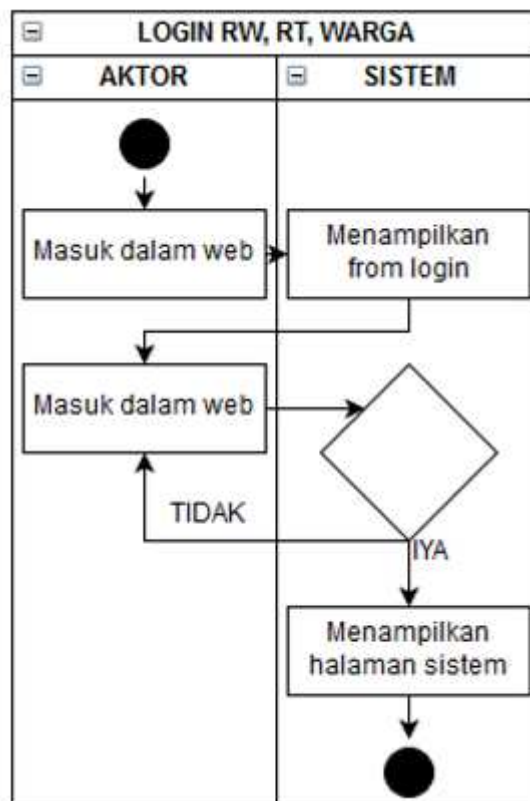 LOGIN RW, RT, WARGA
AKTOR
SISTEM
Masuk dalam web
Menampilkan
from login
Masuk dalam web
TIDAK
IYA
Menampilkan
halaman sistem